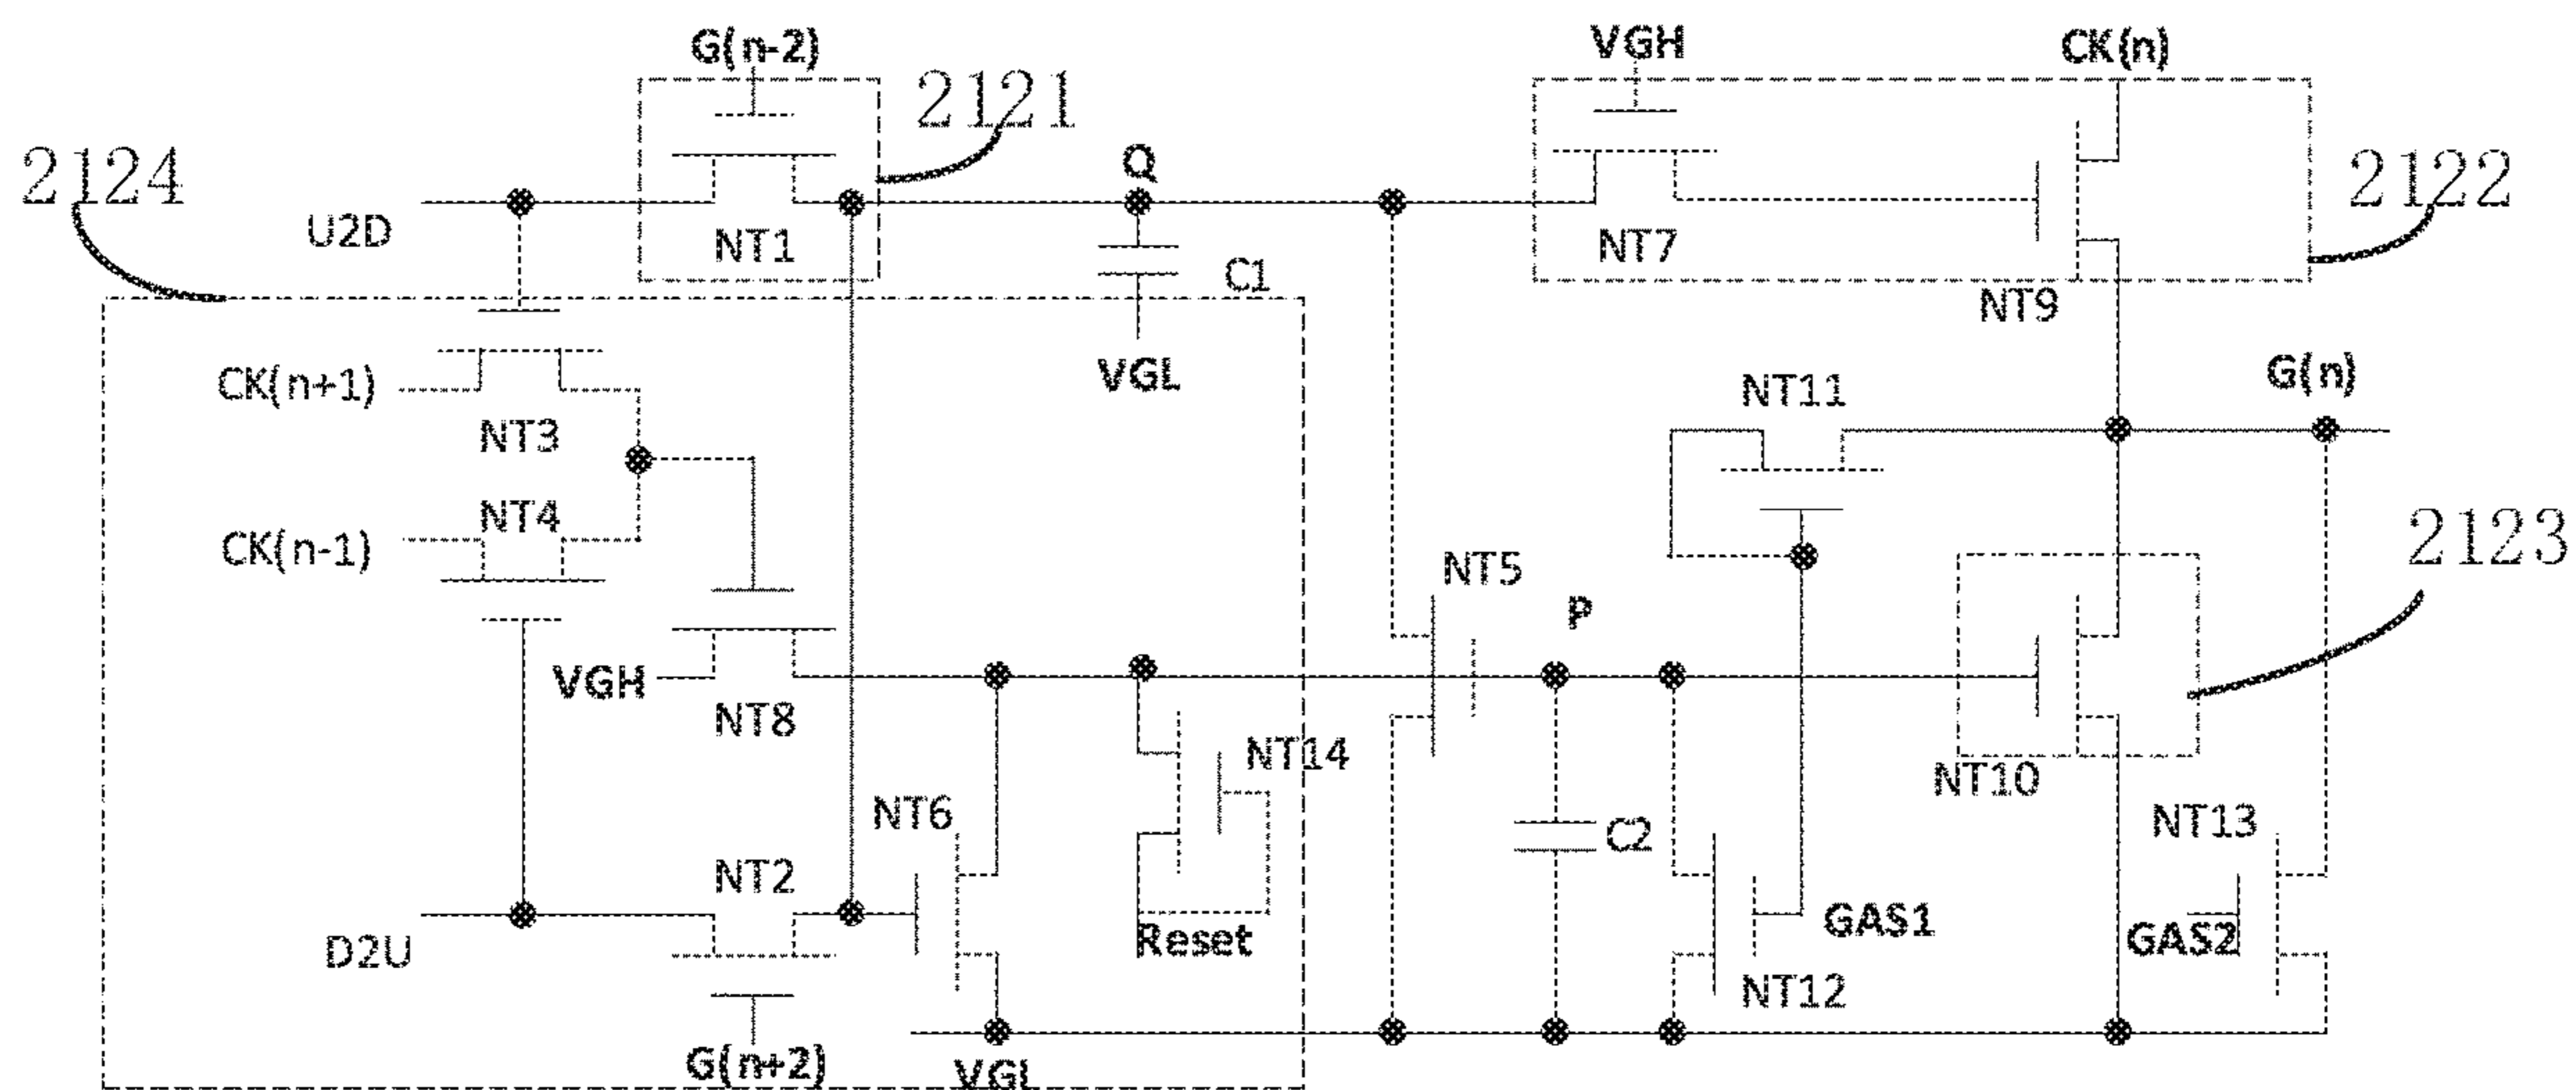 G(n-2)
VGH
CK(n)
2121
2124
Q
2122
U2D
NT1
NT7
C1
NT9
CK(n+1)
VGL
NT11
G(n)
NT3
NT4
CK(n-1)
2123
NT5
P
VGH
NT8
NT14
NT10
NT6
NT13
C2
NT2
D2U
Reset
GAS1
GAS2
NT12
G(n+2)
VGL